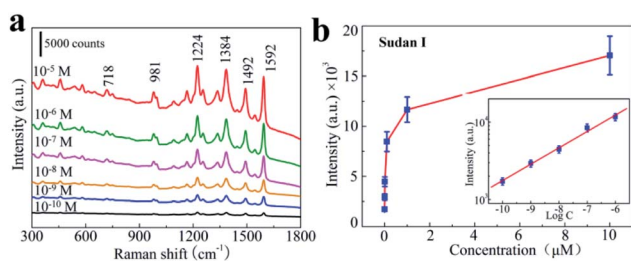 a
5000 counts
718
981
1224
1384
1492
1592
10⁻⁵ M
10⁻⁶ M
10⁻⁷ M
10⁻⁸ M
10⁻⁹ M
10⁻¹⁰ M
Intensity (a.u.)
300 600 900 1200 1500 1800
Raman shift (cm⁻¹)
b
Sudan I
Intensity (a.u.) ×10³
20
15
10
5
0
0 2 4 6 8 10
Concentration (μM)
Intensity (a.u.)
10⁴
10³
-10 -9 -8 -7 -6
Log C